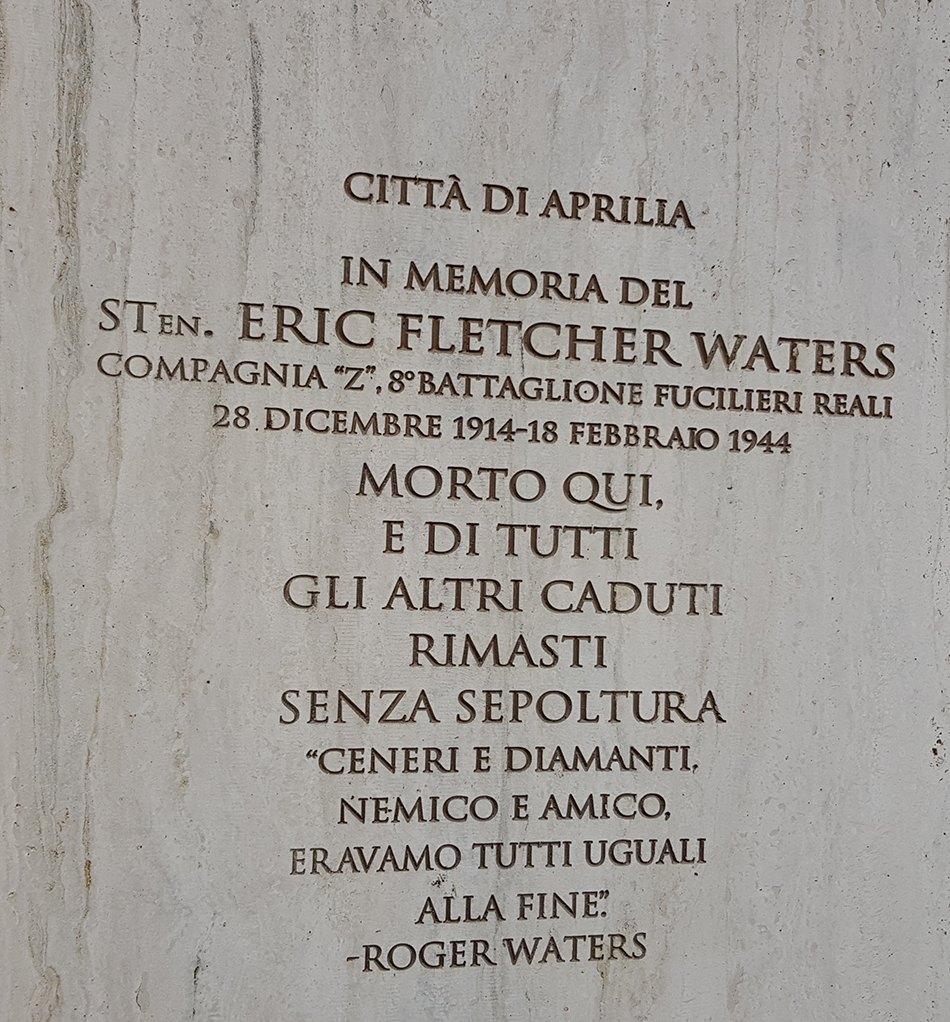 CITTÀ DI APRILIA
IN MEMORIA DEL
STEN. ERIC FLETCHER WATERS
COMPAGNIA “Z”, 8° BATTAGLIONE FUCILIERI REALI
28 DICEMBRE 1914-18 FEBBRAIO 1944
MORTO QUI,
E DI TUTTI
GLI ALTRI CADUTI
RIMASTI
SENZA SEPOLTURA
“CENERI E DIAMANTI,
NEMICO E AMICO,
ERAVAMO TUTTI UGUALI
ALLA FINE”.
-ROGER WATERS